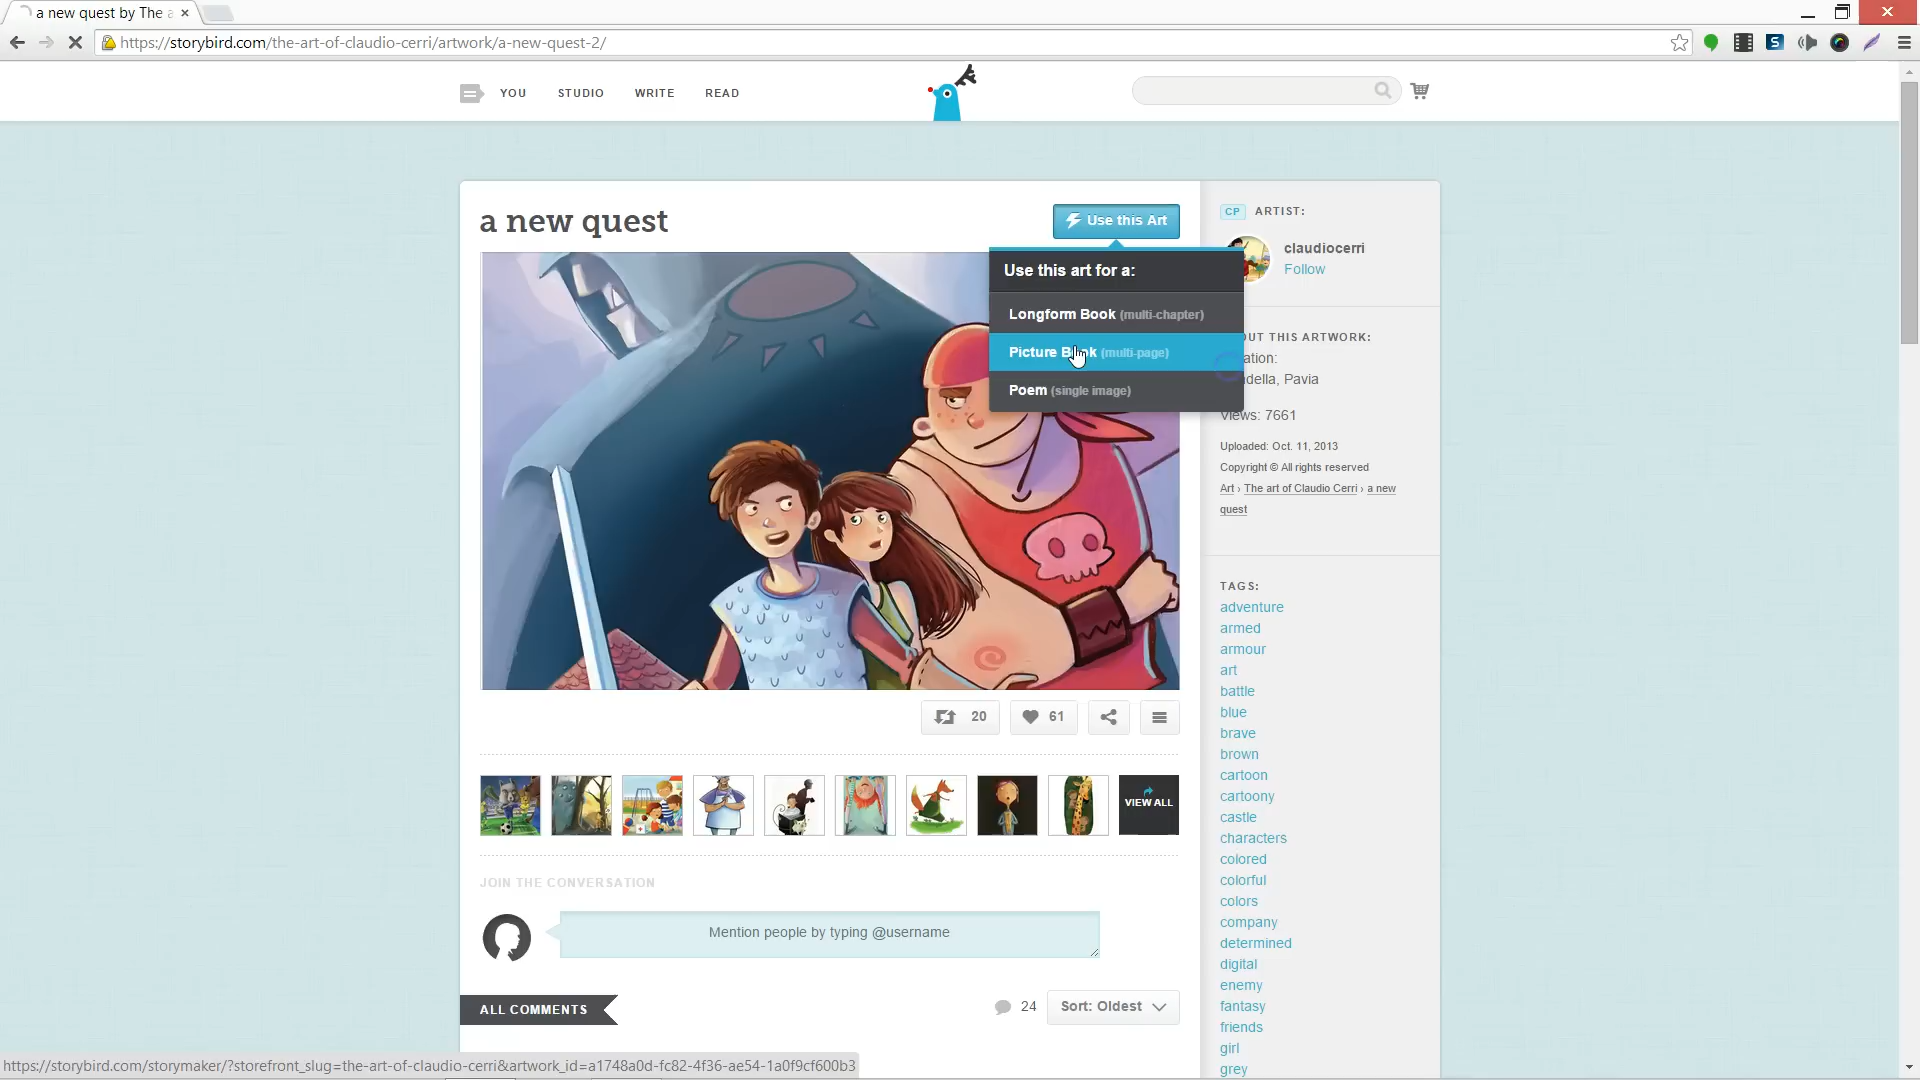 a new quest by The a
https://storybird.com/the-art-of-claudio-cerri/artwork/a-new-quest-2/
YOU STUDIO WRITE READ
a new quest
Use this Art
Use this art for a:
Longform Book (multi-chapter)
Picture Book (multi-page)
Poem (single image)
CP ARTIST:
claudiocerri
Follow
OUT THIS ARTWORK:
ation:
della, Pavia
Views: 7661
Uploaded: Oct. 11, 2013
Copyright © All rights reserved
Art › The art of Claudio Cerri › a new
quest
TAGS:
adventure
armed
armour
art
battle
blue
brave
brown
cartoon
cartoony
castle
characters
colored
colorful
colors
company
determined
digital
enemy
fantasy
friends
girl
grey
20 61
VIEW ALL
JOIN THE CONVERSATION
Mention people by typing @username
ALL COMMENTS
24 Sort: Oldest
https://storybird.com/storymaker/?storefront_slug=the-art-of-claudio-cerri&artwork_id=a1748a0d-fc82-4f36-ae54-1a0f9cf600b3